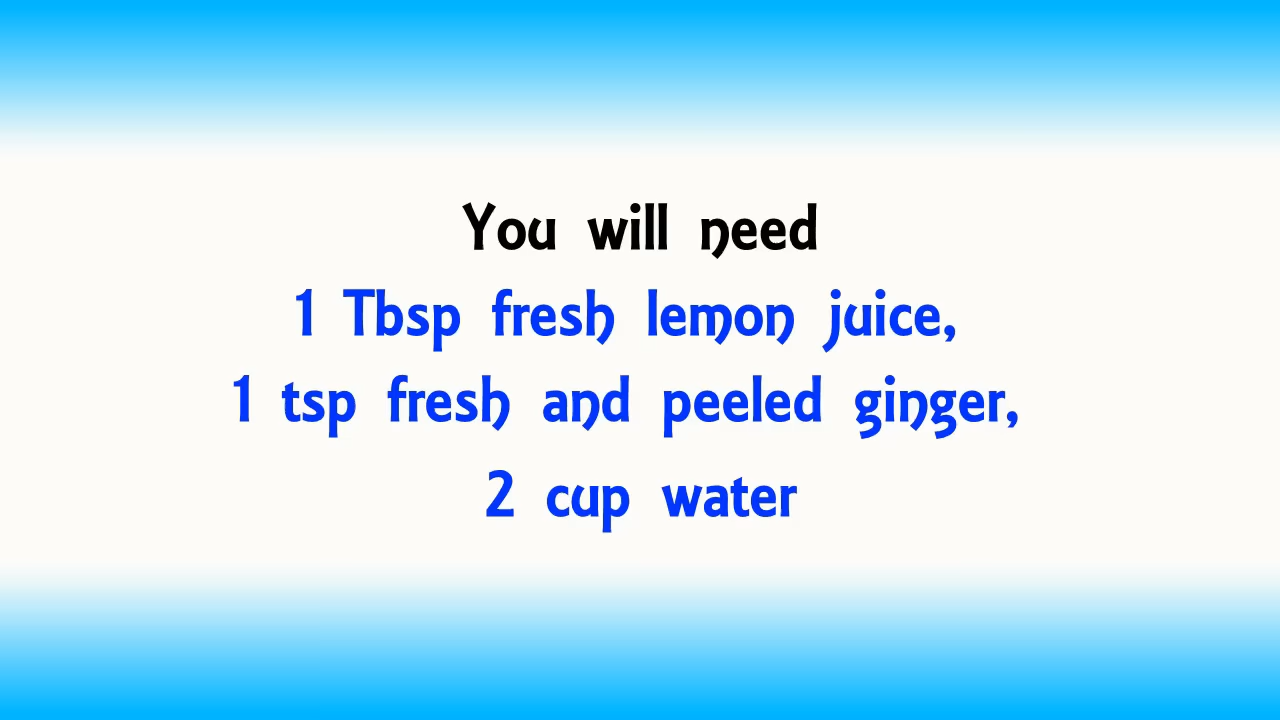 You will need
1 Tbsp fresh lemon juice,
1 tsp fresh and peeled ginger,
2 cup water